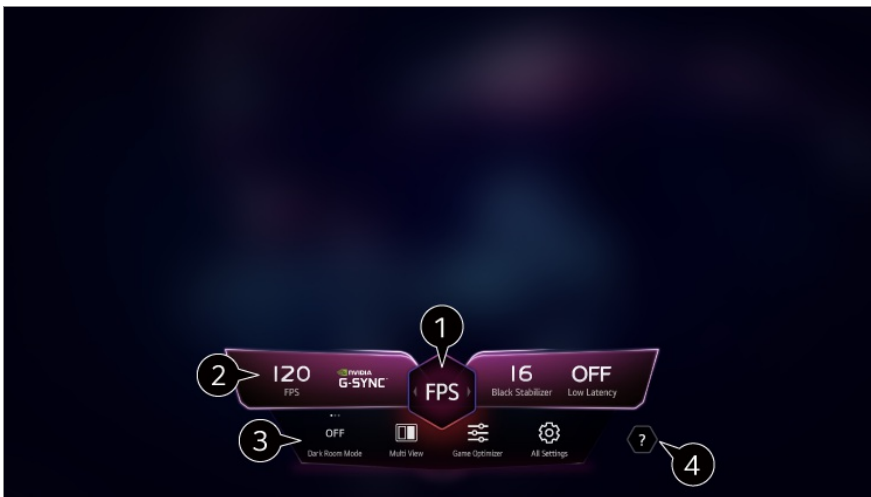 1
2
120
FPS
NVIDIA
G-SYNC
FPS
16
Black Stabilizer
OFF
Low Latency
3
OFF
Dark Room Mode
Multi View
Game Optimizer
All Settings
?
4